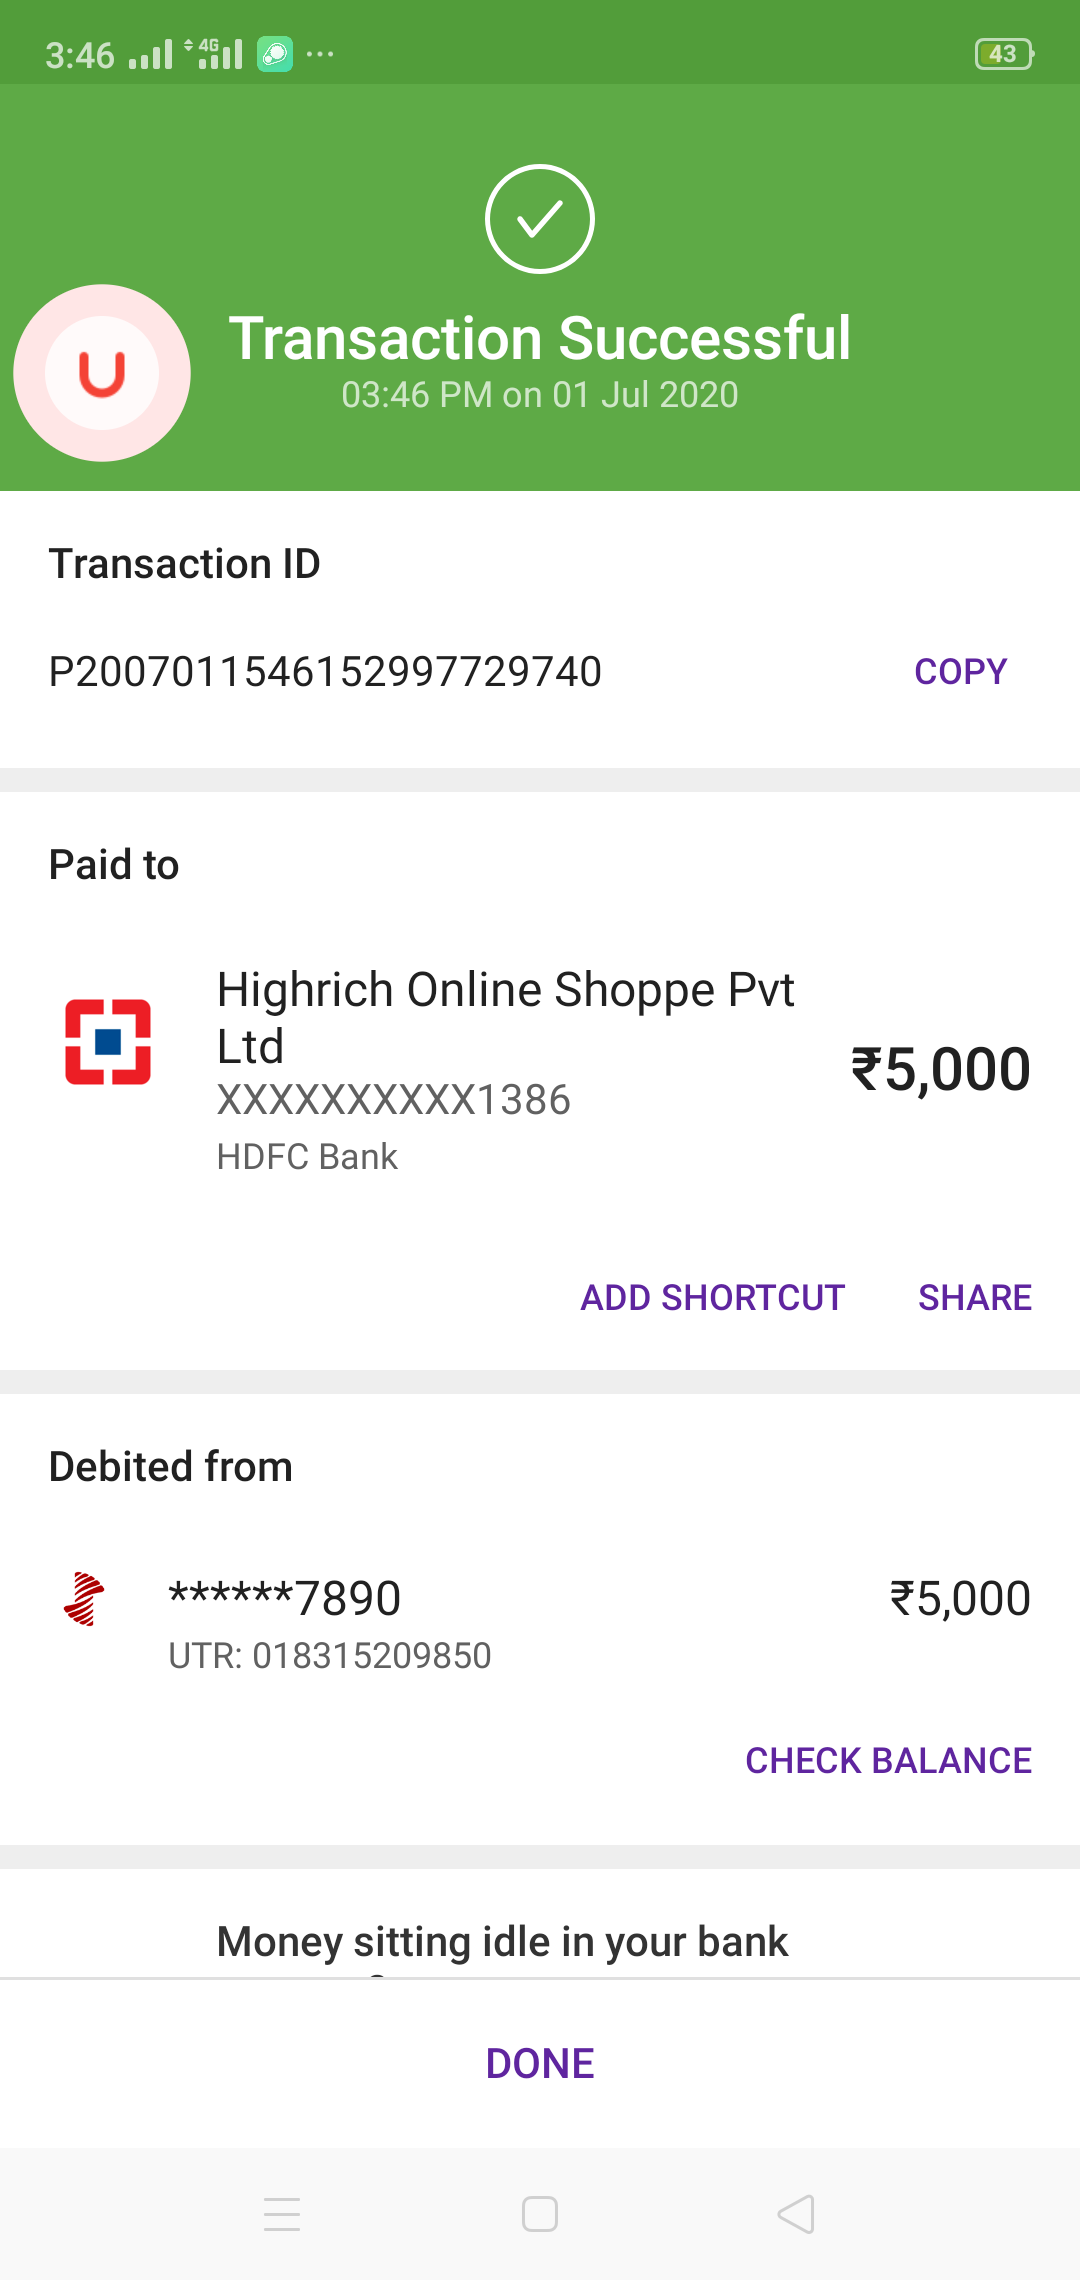 3:46 4G 43
Transaction Successful
03:46 PM on 01 Jul 2020
U
Transaction ID
P2007011546152997729740 COPY
Paid to
Highrich Online Shoppe Pvt
Ltd
₹5,000
XXXXXXXXXX1386
HDFC Bank
ADD SHORTCUT SHARE
Debited from
******7890 ₹5,000
UTR: 018315209850
CHECK BALANCE
Money sitting idle in your bank
DONE